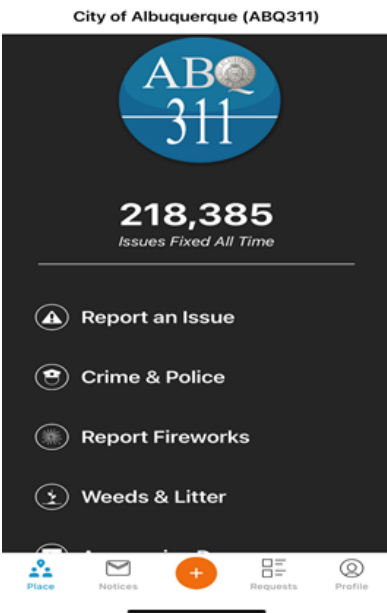 City of Albuquerque (ABQ311)
ABQ
311
218,385
Issues Fixed All Time
Report an Issue
Crime & Police
Report Fireworks
Weeds & Litter
Place
Notices
+
Requests
Profile